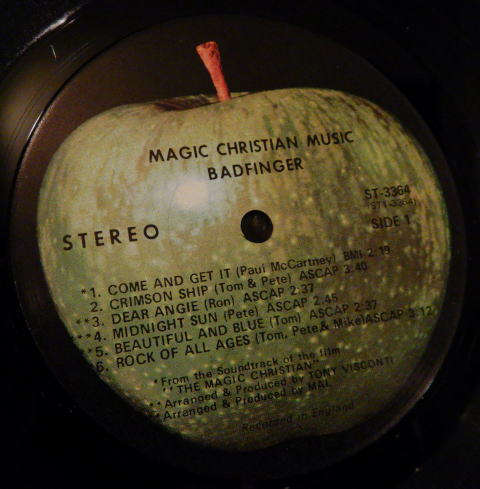 MAGIC CHRISTIAN MUSIC
BADFINGER
ST-3364
(ST1-3364)
STEREO
SIDE 1
*1. COME AND GET IT (Paul McCartney) BMI 2:19
2. CRIMSON SHIP (Tom & Pete) ASCAP 3:40
**3. DEAR ANGIE (Ron) ASCAP 2:37
**4. MIDNIGHT SUN (Pete) ASCAP 2:45
**5. BEAUTIFUL AND BLUE (Tom) ASCAP 2:37
6. ROCK OF ALL AGES (Tom, Pete & Mike) ASCAP 3:12
*From the Soundtrack of the film
"THE MAGIC CHRISTIAN"
**Arranged & Produced by TONY VISCONTI
Arranged & Produced by MAL
Recorded in England